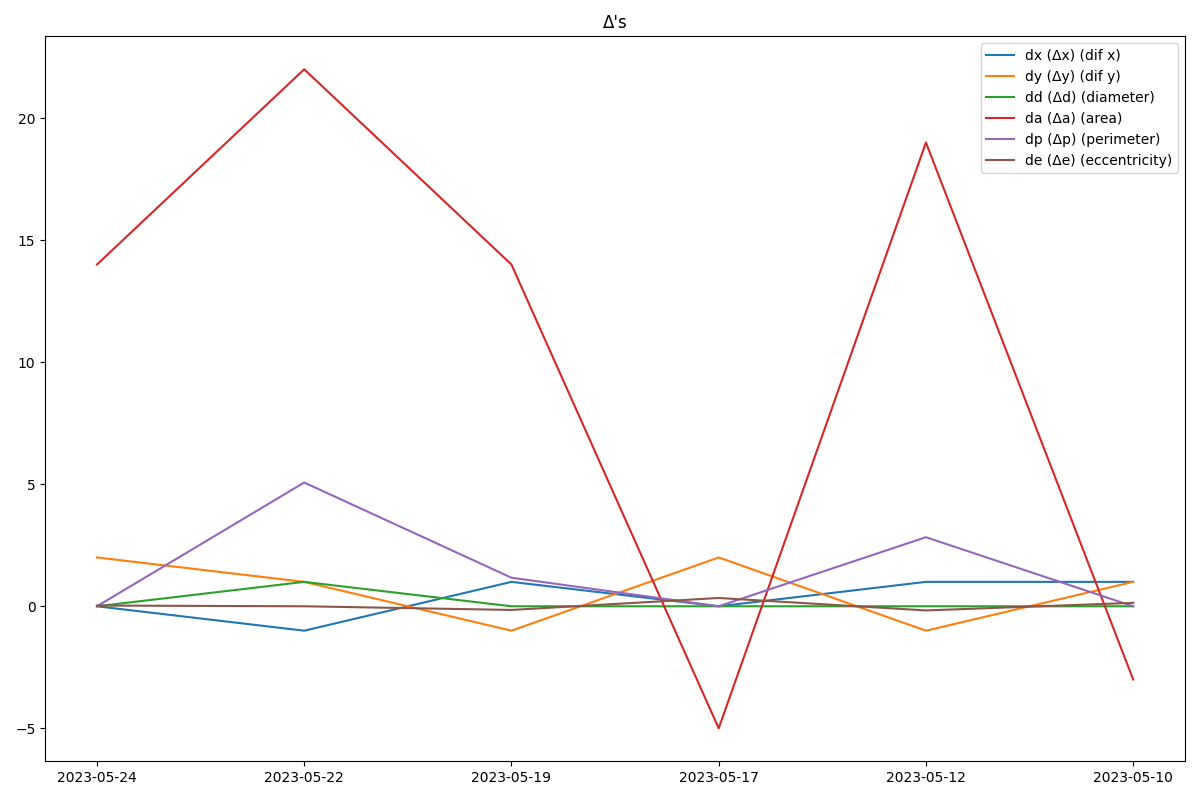 Δ's
dx (Δx) (dif x)
dy (Δy) (dif y)
dd (Δd) (diameter)
da (Δa) (area)
dp (Δp) (perimeter)
de (Δe) (eccentricity)
20
15
10
5
0
−5
2023-05-24 2023-05-22 2023-05-19 2023-05-17 2023-05-12 2023-05-10